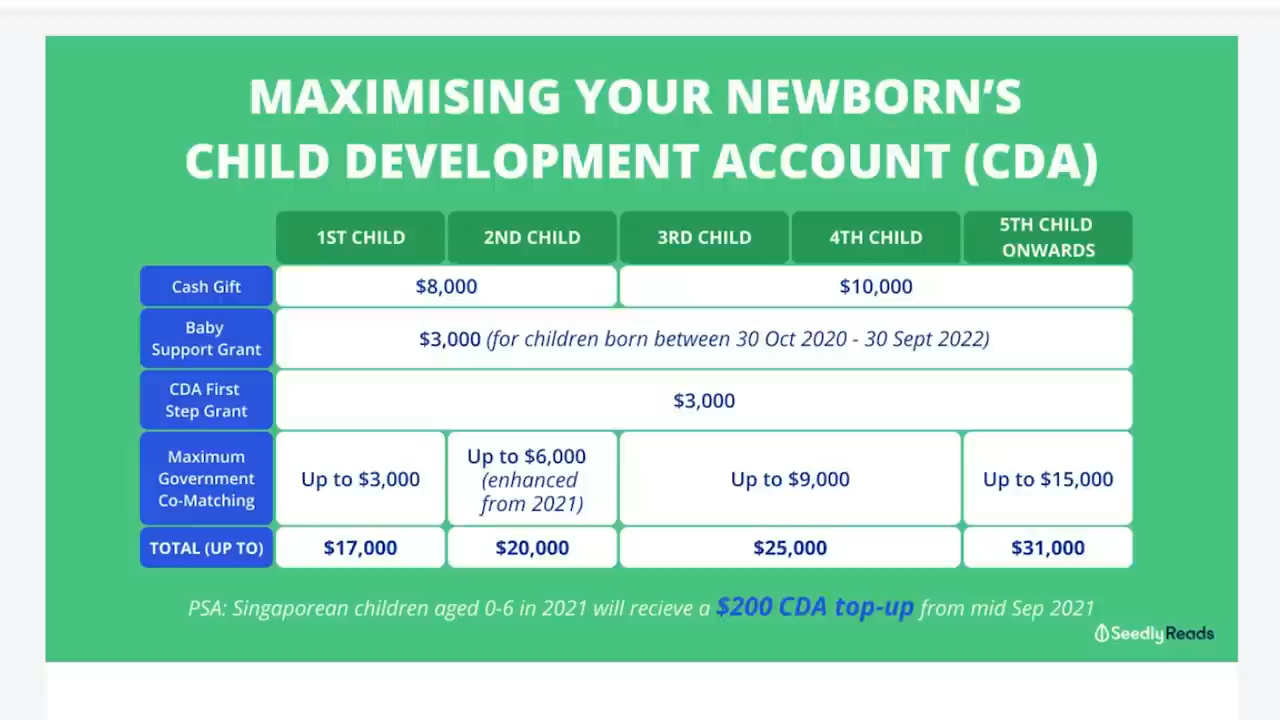 MAXIMISING YOUR NEWBORN'S
CHILD DEVELOPMENT ACCOUNT (CDA)
1ST CHILD 2ND CHILD 3RD CHILD 4TH CHILD 5TH CHILD ONWARDS
Cash Gift $8,000 $10,000
Baby
Support Grant
$3,000 (for children born between 30 Oct 2020 - 30 Sept 2022)
CDA First
Step Grant
$3,000
Maximum
Government
Co-Matching
Up to $3,000
Up to $6,000
(enhanced
from 2021)
Up to $9,000
Up to $15,000
TOTAL (UP TO) $17,000 $20,000 $25,000 $31,000
PSA: Singaporean children aged 0-6 in 2021 will recieve a $200 CDA top-up from mid Sep 2021
SeedlyReads